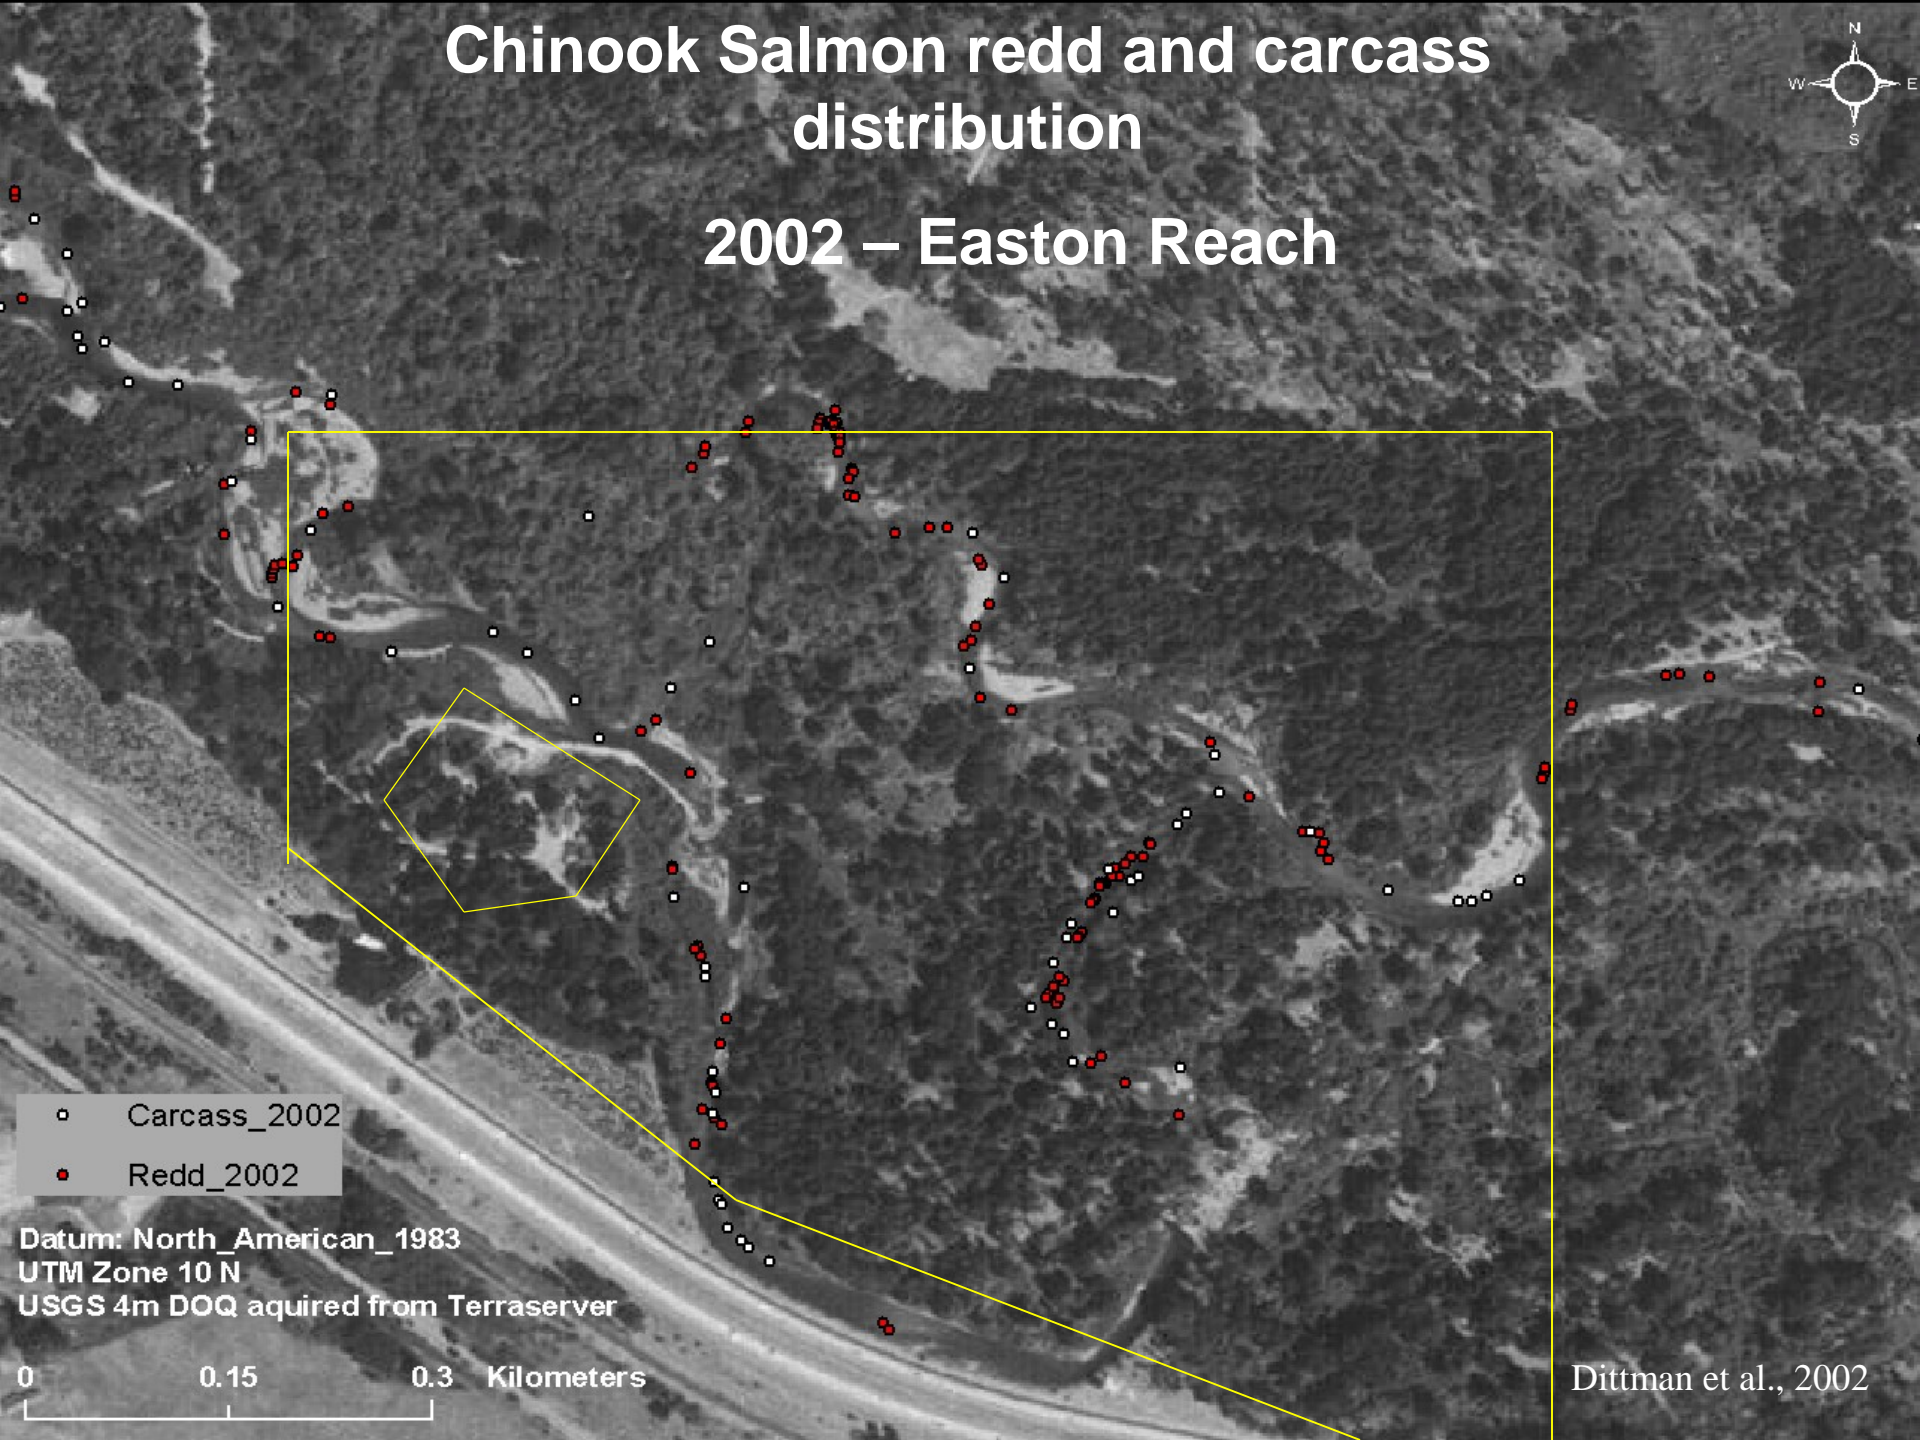 Chinook Salmon redd and carcass
distribution
2002 – Easton Reach
N
W
E
S
Carcass_2002
Redd_2002
Datum: North_American_1983
UTM Zone 10 N
USGS 4m DOQ aquired from Terraserver
0 0.15 0.3 Kilometers
Dittman et al., 2002